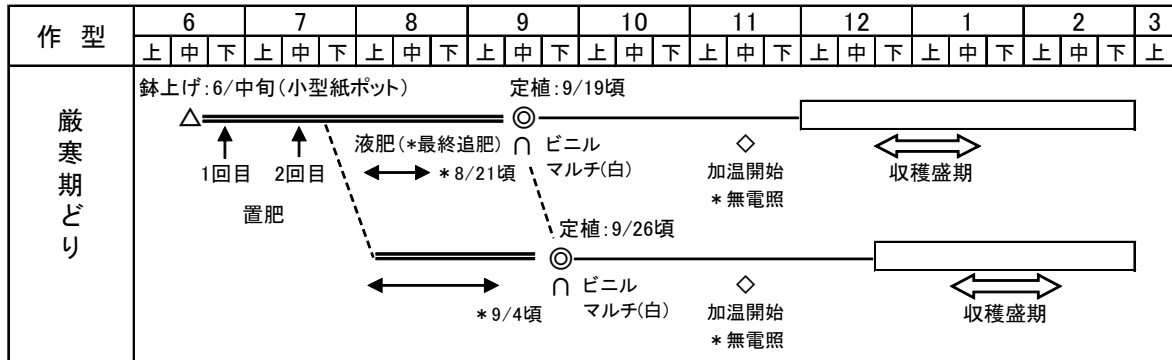 作 型 6 7 8 9 10 11 12 1 2 3
上 中 下 上 中 下 上 中 下 上 中 下 上 中 下 上 中 下 上 中 下 上 中 下 上 中 下 上
厳寒期どり
鉢上げ:6/中旬(小型紙ポット) 定植:9/19頃
液肥(*最終追肥) ビニル
1回目 2回目 *8/21頃 マルチ(白) 加温開始 収穫盛期
置肥 *無電照
定植:9/26頃
ビニル
*9/4頃 マルチ(白) 加温開始 収穫盛期
*無電照